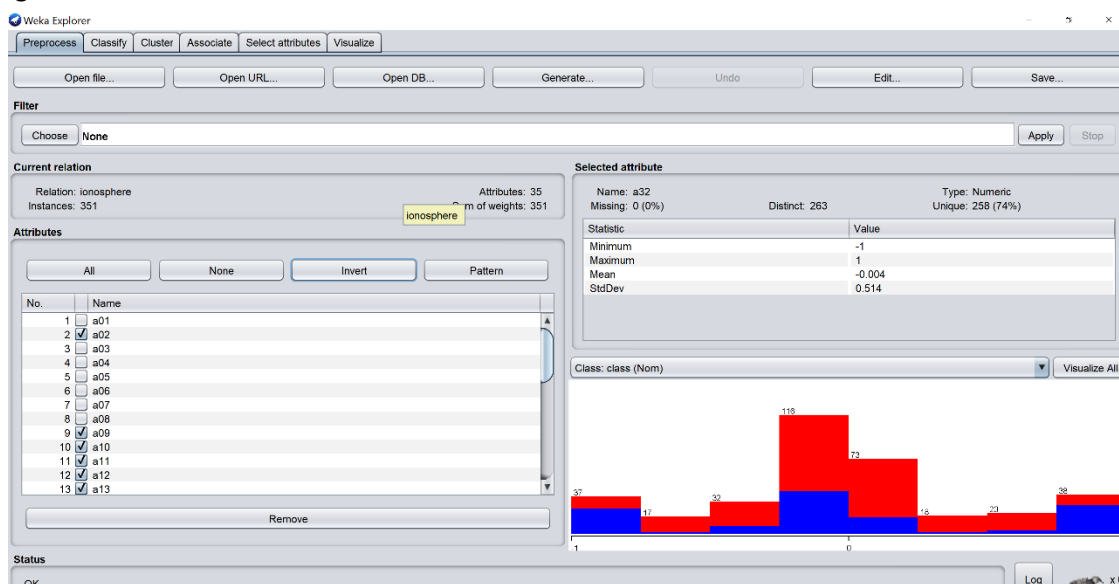 Weka Explorer
Preprocess Classify Cluster Associate Select attributes Visualize
Open file... Open URL... Open DB... Generate... Undo Edit... Save...
Filter
Choose None Apply Stop
Current relation
Relation: ionosphere Attributes: 35
Instances: 351 Sum of weights: 351
ionosphere
Selected attribute
Name: a32 Type: Numeric
Missing: 0 (0%) Distinct: 263 Unique: 258 (74%)
Statistic Value
Minimum -1
Maximum 1
Mean -0.004
StdDev 0.514
Attributes
All None Invert Pattern
No. Name
1 a01
2 a02
3 a03
4 a04
5 a05
6 a06
7 a07
8 a08
9 a09
10 a10
11 a11
12 a12
13 a13
Remove
Class: class (Nom) Visualize All
37 17 32 116 73 18 23 38
0
Status
OK
Log